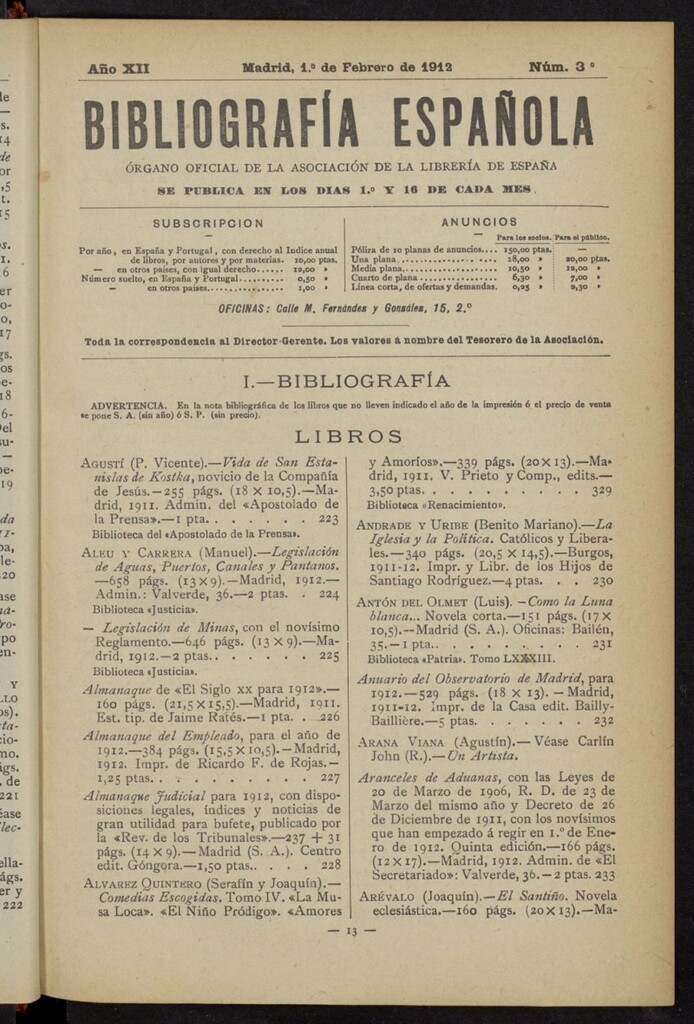 Año XII Madrid, 1.º de Febrero de 1912 Núm. 3º
BIBLIOGRAFÍA ESPAÑOLA
ÓRGANO OFICIAL DE LA ASOCIACIÓN DE LA LIBRERÍA DE ESPAÑA
SE PUBLICA EN LOS DIAS 1.º Y 16 DE CADA MES.
SUBSCRIPCION
Por año, en España y Portugal, con derecho al Indice anual
de libros, por autores y por materias. 10,00 ptas.
— en otros países, con igual derecho...... 12,00 »
Número suelto, en España y Portugal....... 0,50 »
— en otros países................ 1,00 »
ANUNCIOS
Para los socios. Para el público.
Póliza de 10 planas de anuncios.... 150,00 ptas. —
Una plana........................ 18,00 » 20,00 ptas.
Media plana...................... 10,50 » 12,00 »
Cuarto de plana.................. 6,30 » 7,00 »
Línea corta, de ofertas y demandas. 0,25 » 0,30 »
OFICINAS: Calle M. Fernández y González, 15, 2.º
Toda la correspondencia al Director-Gerente. Los valores á nombre del Tesorero de la Asociación.
I.—BIBLIOGRAFÍA
ADVERTENCIA. En la nota bibliográfica de los libros que no lleven indicado el año de la impresión ó el precio de venta
se pone S. A. (sin año) ó S. P. (sin precio).
LIBROS
AGUSTÍ (P. Vicente).—Vida de San Esta-
nislas de Kostka, novicio de la Compañía
de Jesús.—255 págs. (18 × 10,5).—Ma-
drid, 1911. Admin. del «Apostolado de
la Prensa».—1 pta. . . . . . . . 223
Biblioteca del «Apostolado de la Prensa».
ALEU Y CARRERA (Manuel).—Legislación
de Aguas, Puertos, Canales y Pantanos.
—658 págs. (13×9).—Madrid, 1912.—
Admin.: Valverde, 36.—2 ptas. . 224
Biblioteca «Justicia».
— Legislación de Minas, con el novísimo
Reglamento.—646 págs. (13 × 9).—Ma-
drid, 1912.—2 ptas. . . . . . . 225
Biblioteca «Justicia».
Almanaque de «El Siglo XX para 1912».—
160 págs. (21,5×15,5).—Madrid, 1911.
Est. tip. de Jaime Ratés.—1 pta. . 226
Almanaque del Empleado, para el año de
1912.—384 págs. (15,5×10,5).—Madrid,
1912. Impr. de Ricardo F. de Rojas.—
1,25 ptas. . . . . . . . . . 227
Almanaque Judicial para 1912, con dispo-
siciones legales, índices y noticias de
gran utilidad para bufete, publicado por
la «Rev. de los Tribunales».—237 + 31
págs. (14 × 9).—Madrid (S. A.). Centro
edit. Góngora.—1,50 ptas. . . . . 228
ALVAREZ QUINTERO (Serafín y Joaquín).—
Comedias Escogidas. Tomo IV. «La Mu-
sa Loca». «El Niño Pródigo». «Amores
y Amoríos».—339 págs. (20×13).—Ma-
drid, 1911. V. Prieto y Comp., edits.—
3,50 ptas. . . . . . . . . . 329
Biblioteca «Renacimiento».
ANDRADE Y URIBE (Benito Mariano).—La
Iglesia y la Política. Católicos y Libera-
les.—340 págs. (20,5 × 14,5).—Burgos,
1911-12. Impr. y Libr. de los Hijos de
Santiago Rodríguez.—4 ptas. . . 230
ANTÓN DEL OLMET (Luis).—Como la Luna
blanca... Novela corta.—151 págs. (17 ×
10,5).—Madrid (S. A.). Oficinas: Bailén,
35.—1 pta. . . . . . . . . . 231
Biblioteca «Patria». Tomo LXXXIII.
Anuario del Observatorio de Madrid, para
1912.—529 págs. (18 × 13).—Madrid,
1911-12. Impr. de la Casa edit. Bailly-
Baillière.—5 ptas. . . . . . . 232
ARANA VIANA (Agustín).—Véase Carlín
John (R.).—Un Artista.
Aranceles de Aduanas, con las Leyes de
20 de Marzo de 1906, R. D. de 23 de
Marzo del mismo año y Decreto de 26
de Diciembre de 1911, con los novísimos
que han empezado á regir en 1.º de Ene-
ro de 1912. Quinta edición.—166 págs.
(12×17).—Madrid, 1912. Admin. de «El
Secretariado»: Valverde, 36.—2 ptas. 233
ARÉVALO (Joaquín).—El Santiño. Novela
eclesiástica.—160 págs. (20×13).—Ma-
— 13 —